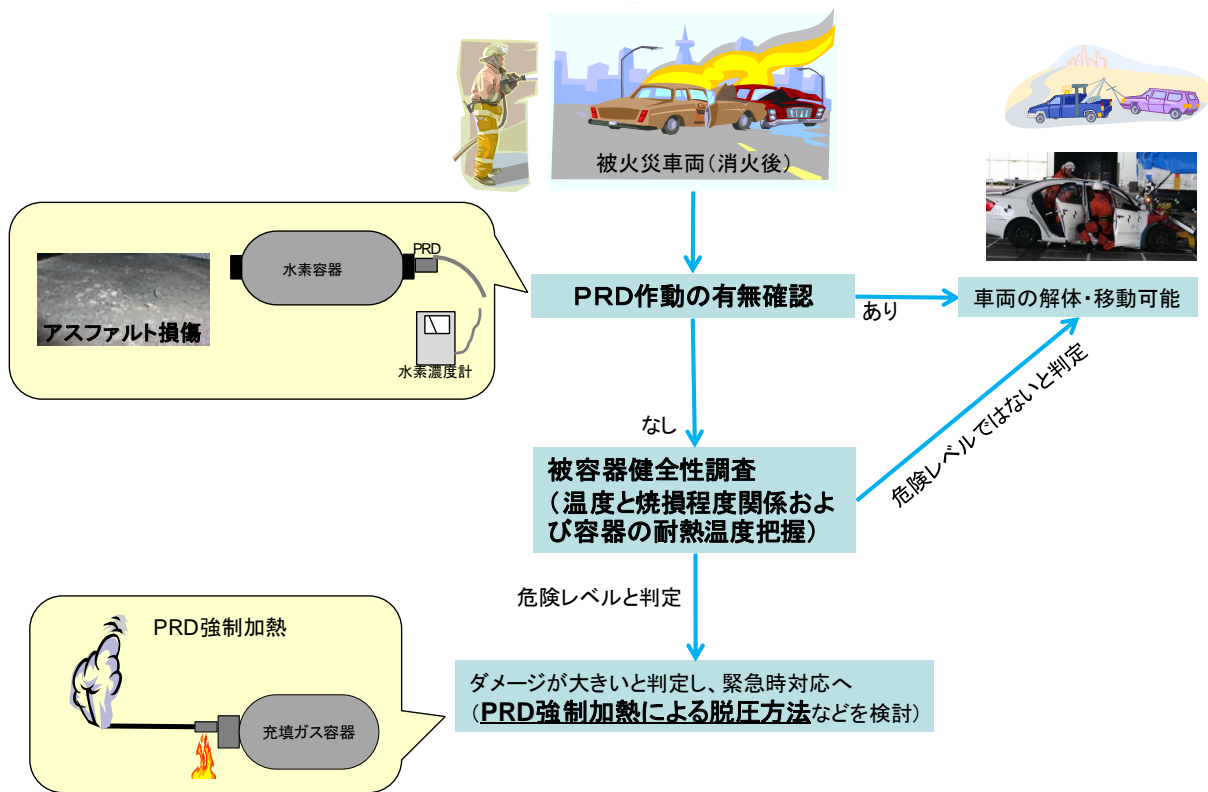 被火災車両(消火後)
PRD
水素容器
アスファルト損傷
水素濃度計
PRD作動の有無確認
あり
車両の解体・移動可能
なし
危険レベルではないと判定
被容器健全性調査
(温度と焼損程度関係およ
び容器の耐熱温度把握)
危険レベルと判定
PRD強制加熱
充填ガス容器
ダメージが大きいと判定し、緊急時対応へ
(PRD強制加熱による脱圧方法などを検討)